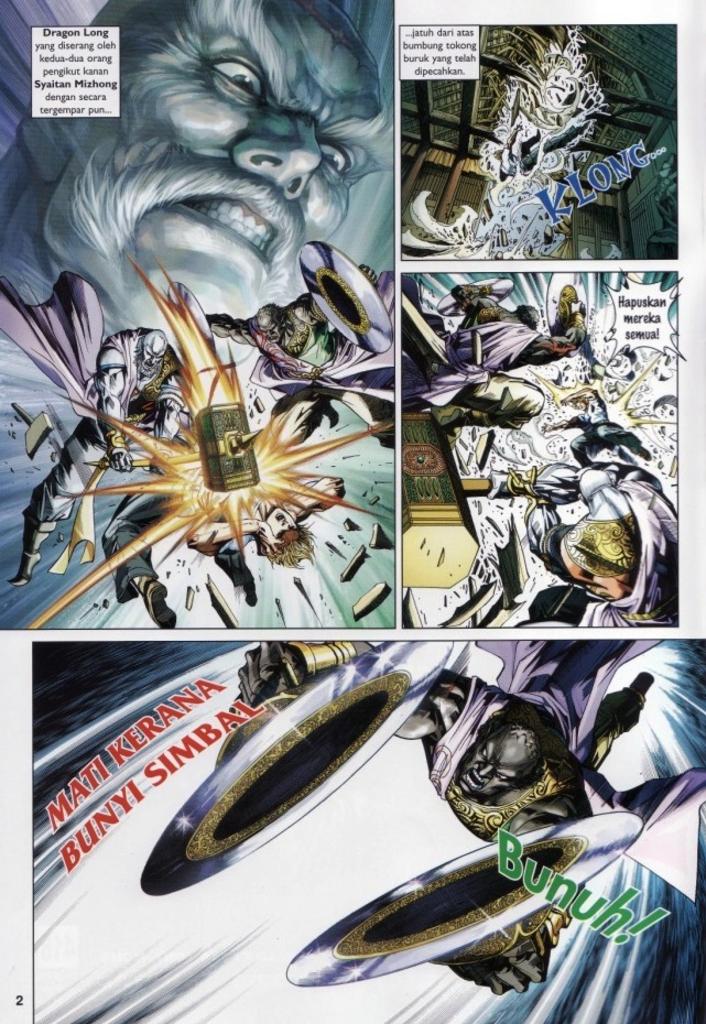 Dragon Long
yang diserang oleh
kedua-dua orang
pengikut kanan
Syaitan Mizhong
dengan secara
tergempar pun...
...jatuh dari atas
bumbung tokong
buruk yang telah
dipecahkan.
KLONG...
Hapuskan
mereka
semua!
MATI KERANA
BUNYI SIMBAL
Bunuh!
2